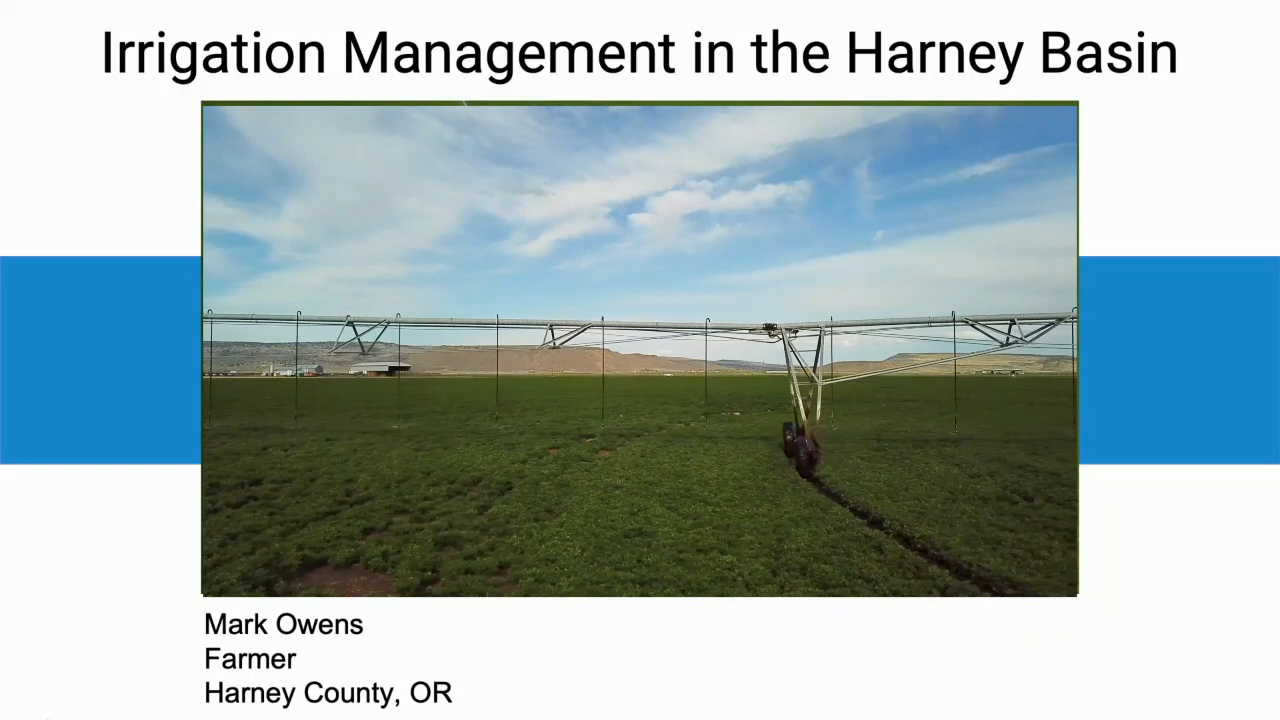 Irrigation Management in the Harney Basin
Mark Owens
Farmer
Harney County, OR